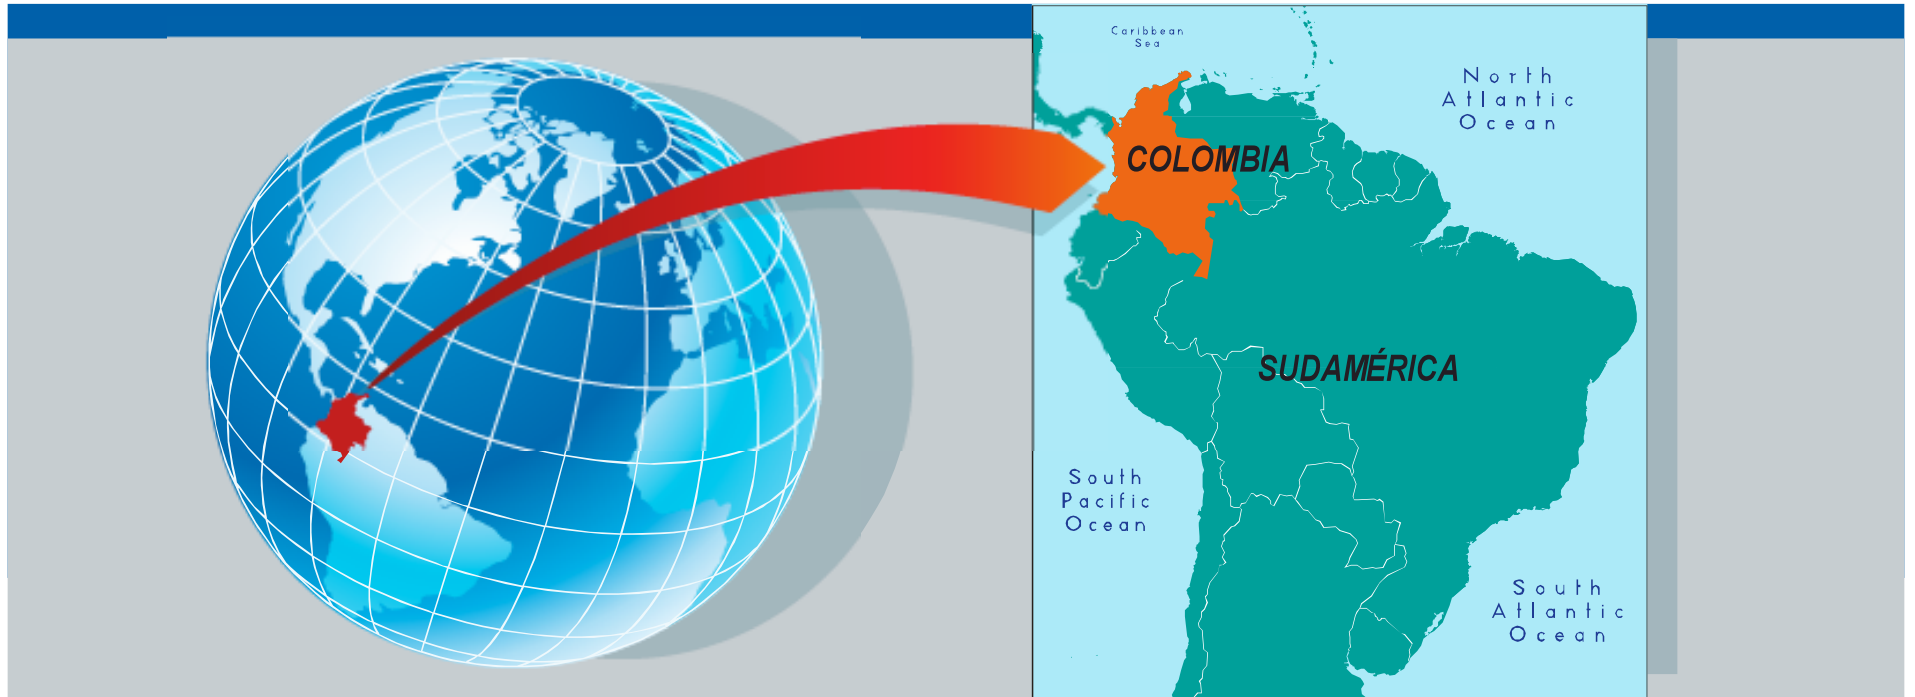 Caribbean
Sea
North
Atlantic
Ocean
COLOMBIA
SUDAMÉRICA
South
Pacific
Ocean
South
Atlantic
Ocean